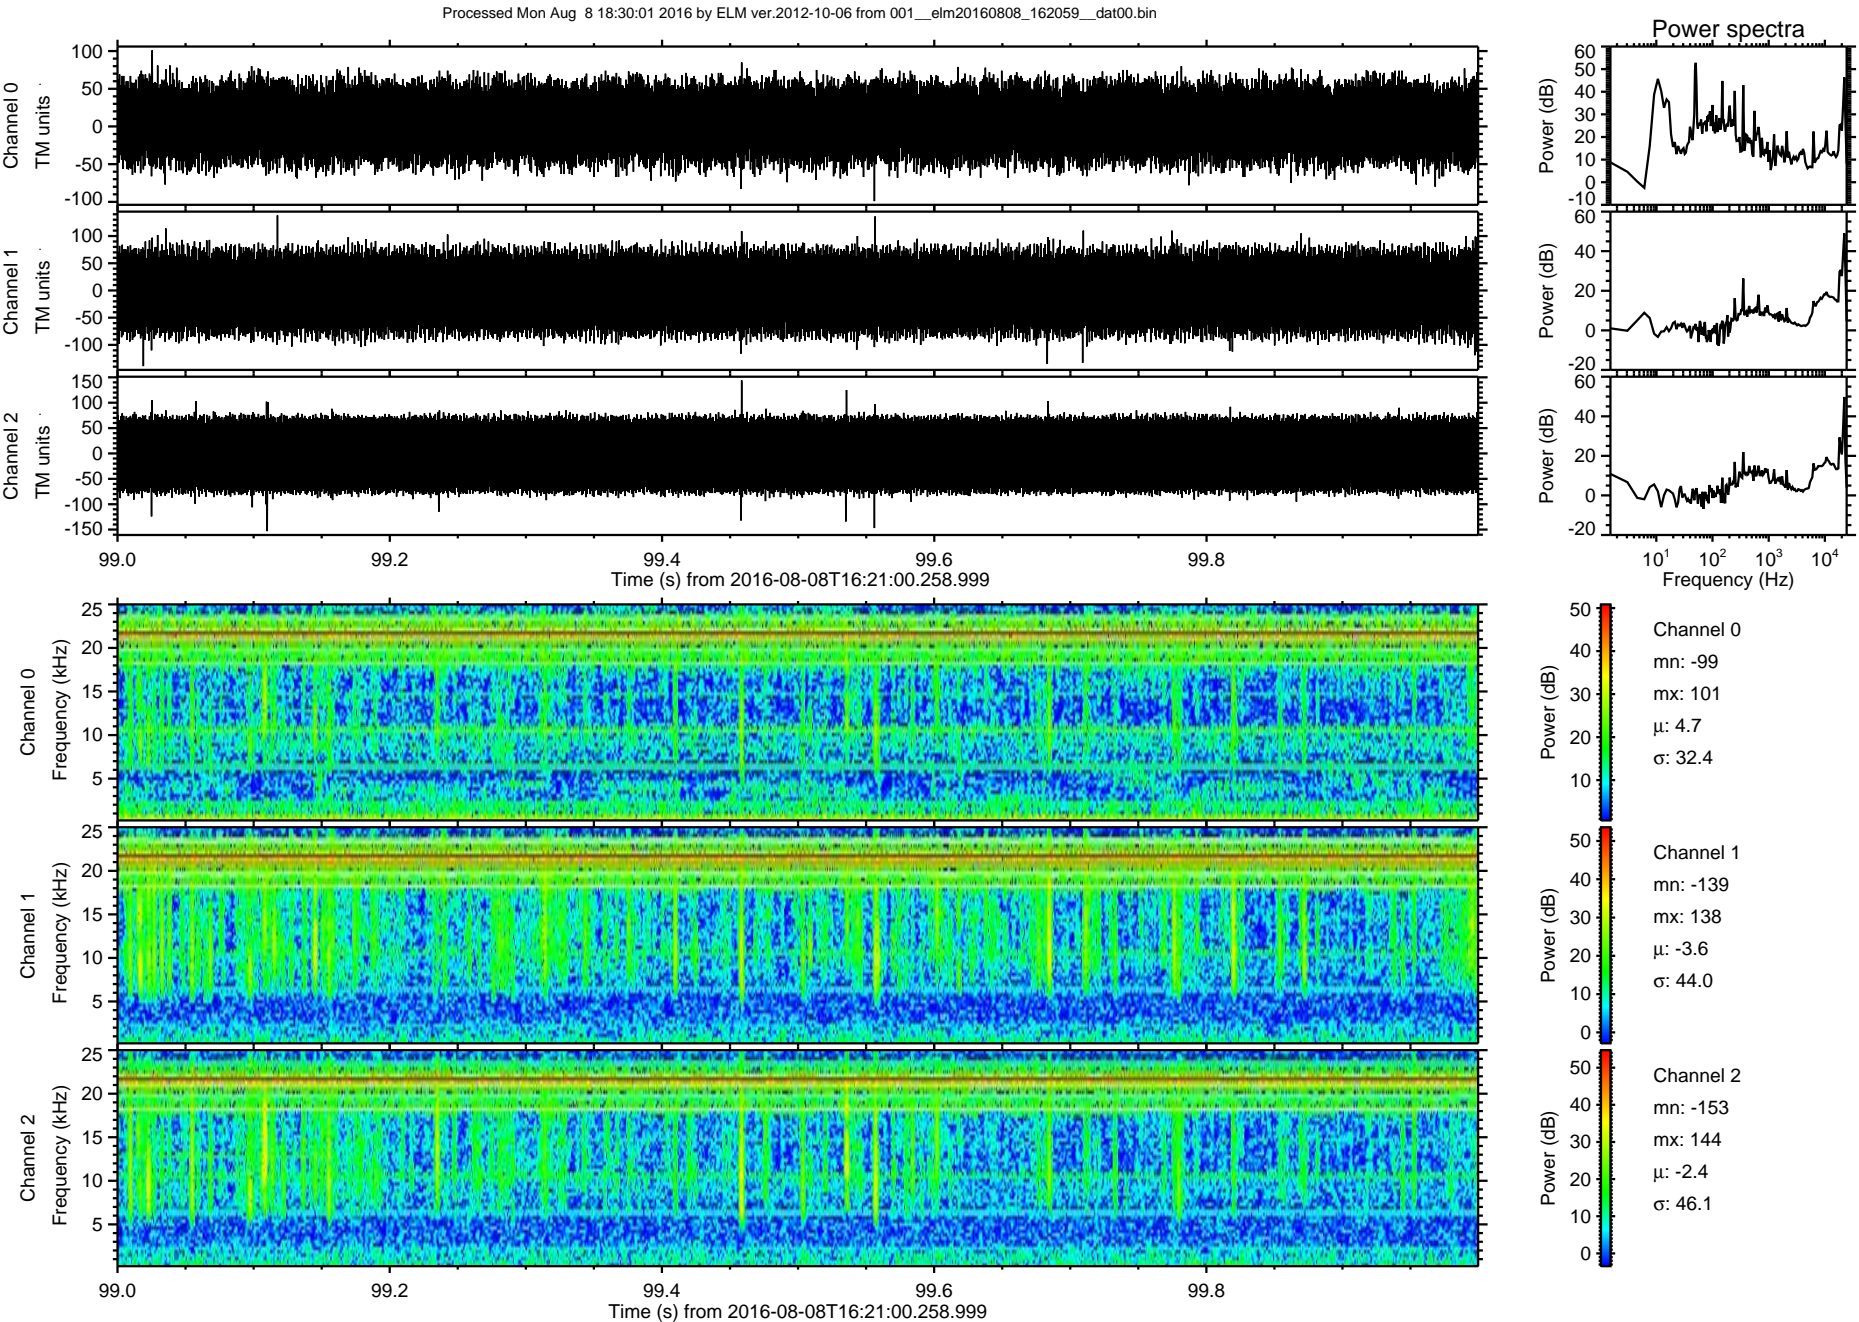 Processed Mon Aug  8 18:30:01 2016 by ELM ver.2012-10-06 from 001__elm20160808_162059__dat00.bin
Power spectra
Channel 0
TM units
100
50
0
-50
-100
Power (dB)
60
50
40
30
20
10
0
-10
Channel 1
TM units
100
50
0
-50
-100
Power (dB)
60
40
20
0
-20
Channel 2
TM units
150
100
50
0
-50
-100
-150
Power (dB)
60
40
20
0
-20
99.0 99.2 99.4 99.6 99.8
Time (s) from 2016-08-08T16:21:00.258.999
10¹ 10² 10³ 10⁴
Frequency (Hz)
Channel 0
Frequency (kHz)
25
20
15
10
5
Power (dB)
50
40
30
20
10
Channel 0
mn: -99
mx: 101
μ: 4.7
σ: 32.4
Channel 1
Frequency (kHz)
25
20
15
10
5
Power (dB)
50
40
30
20
10
0
Channel 1
mn: -139
mx: 138
μ: -3.6
σ: 44.0
Channel 2
Frequency (kHz)
25
20
15
10
5
Power (dB)
50
40
30
20
10
0
Channel 2
mn: -153
mx: 144
μ: -2.4
σ: 46.1
99.0 99.2 99.4 99.6 99.8
Time (s) from 2016-08-08T16:21:00.258.999